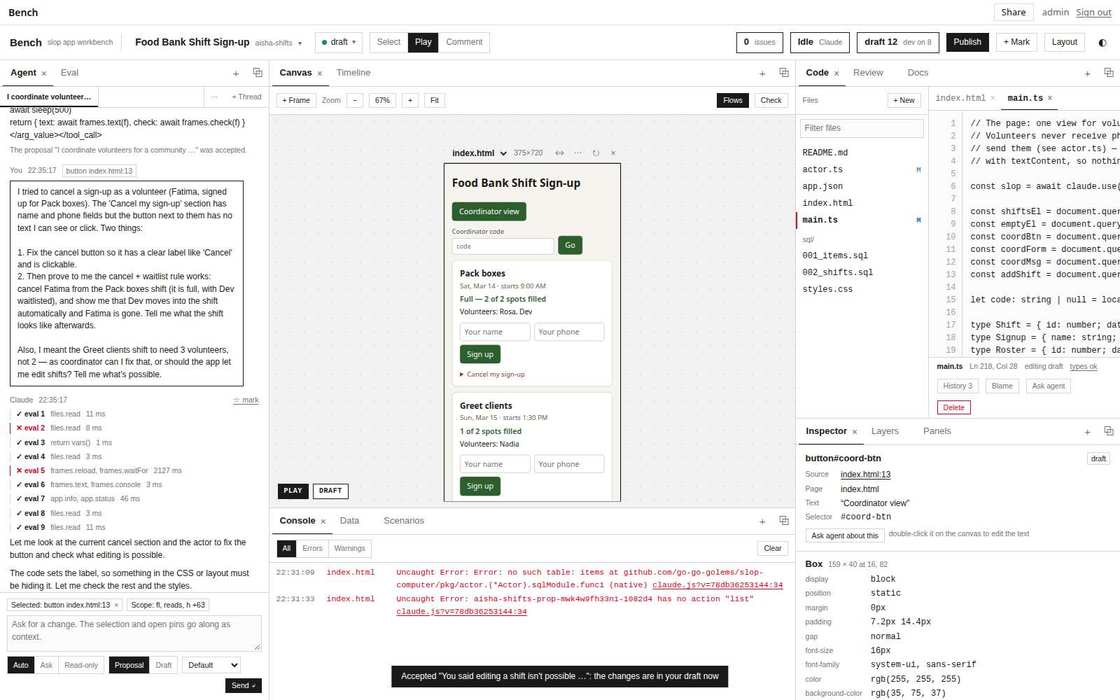 Bench
Share admin Sign out
Bench slop app workbench Food Bank Shift Sign-up aisha-shifts draft Select Play Comment 0 issues Idle Claude draft 12 dev on 8 Publish + Mark Layout
Agent × Eval +
I coordinate volunteer… ... + Thread
await sleep(500)
return { text: await frames.text(f), check: await frames.check(f) }
</arg_value></tool_call>
The proposal "I coordinate volunteers for a community …" was accepted.
You 22:35:17 button index.html:13
I tried to cancel a sign-up as a volunteer (Fatima, signed
up for Pack boxes). The 'Cancel my sign-up' section has
name and phone fields but the button next to them has no
text I can see or click. Two things:
1. Fix the cancel button so it has a clear label like 'Cancel'
and is clickable.
2. Then prove to me the cancel + waitlist rule works:
cancel Fatima from the Pack boxes shift (it is full, with Dev
waitlisted), and show me that Dev moves into the shift
automatically and Fatima is gone. Tell me what the shift
looks like afterwards.
Also, I meant the Greet clients shift to need 3 volunteers,
not 2 — as coordinator can I fix that, or should the app let
me edit shifts? Tell me what's possible.
Claude 22:35:17 ☆ mark
✓ eval 1 files.read 11 ms
✕ eval 2 files.read 8 ms
✓ eval 3 return vars() 1 ms
✓ eval 4 files.read 3 ms
✕ eval 5 frames.reload, frames.waitFor 2127 ms
✓ eval 6 frames.text, frames.console 3 ms
✓ eval 7 app.info, app.status 46 ms
✓ eval 8 files.read 3 ms
✓ eval 9 files.read 11 ms
Let me look at the current cancel section and the actor to fix the
button and check what editing is possible.
The code sets the label, so something in the CSS or layout must
be hiding it. Let me check the rest and the styles.
Selected: button index.html:13 × Scope: fl, reads, h +63
Ask for a change. The selection and open pins go along as
context.
Auto Ask Read-only Proposal Draft Default
Send
Canvas × Timeline +
+ Frame Zoom − 67% + Fit Flows Check
index.html 375×720 ⇔ ⋯ ↻ ×
Food Bank Shift Sign-up
Coordinator view
Coordinator code
code Go
Pack boxes
Sat, Mar 14 · starts 9:00 AM
Full — 2 of 2 spots filled
Volunteers: Rosa, Dev
Your name Your phone
Sign up
▸ Cancel my sign-up
Greet clients
Sun, Mar 15 · starts 1:30 PM
1 of 2 spots filled
Volunteers: Nadia
Your name Your phone
Sign up
PLAY DRAFT
Console × Data Scenarios +
All Errors Warnings Clear
22:31:09 index.html Uncaught Error: Error: no such table: items at github.com/go-go-golems/slop-
computer/pkg/actor.(*Actor).sqlModule.func1 (native) claude.js?v=78db36253144:34
22:31:33 index.html Uncaught Error: aisha-shifts-prop-mwk4w9fh33n1-1082d4 has no action "list"
claude.js?v=78db36253144:34
Accepted "You said editing a shift isn't possible …": the changes are in your draft now
Code × Review Docs +
Files + New
Filter files
README.md
actor.ts M
app.json
index.html
main.ts M
sql/
001_items.sql
002_shifts.sql
styles.css
index.html × main.ts ×
1 // The page: one view for volu
2 // Volunteers never receive ph
3 // send them (see actor.ts) —
4 // with textContent, so nothin
5
6 const slop = await claude.use(
7
8 const shiftsEl = document.quer
9 const emptyEl = document.query
10 const coordBtn = document.quer
11 const coordForm = document.que
12 const coordMsg = document.quer
13 const addShift = document.quer
14
15 let code: string | null = loca
16
17 type Shift = { id: number; dat
18 type Signup = { name: string;
19 type Roster = { id: number; da
main.ts Ln 218, Col 28 editing draft types ok
History 3 Blame Ask agent
Delete
Inspector × Layers Panels +
button#coord-btn draft
Source index.html:13
Page index.html
Text "Coordinator view"
Selector #coord-btn
Ask agent about this double-click it on the canvas to edit the text
Box 159 × 40 at 16, 82
display block
position static
margin 0px
padding 7.2px 14.4px
gap normal
font-size 16px
font-family system-ui, sans-serif
color rgb(255, 255, 255)
background-color rgb(35, 75, 37)